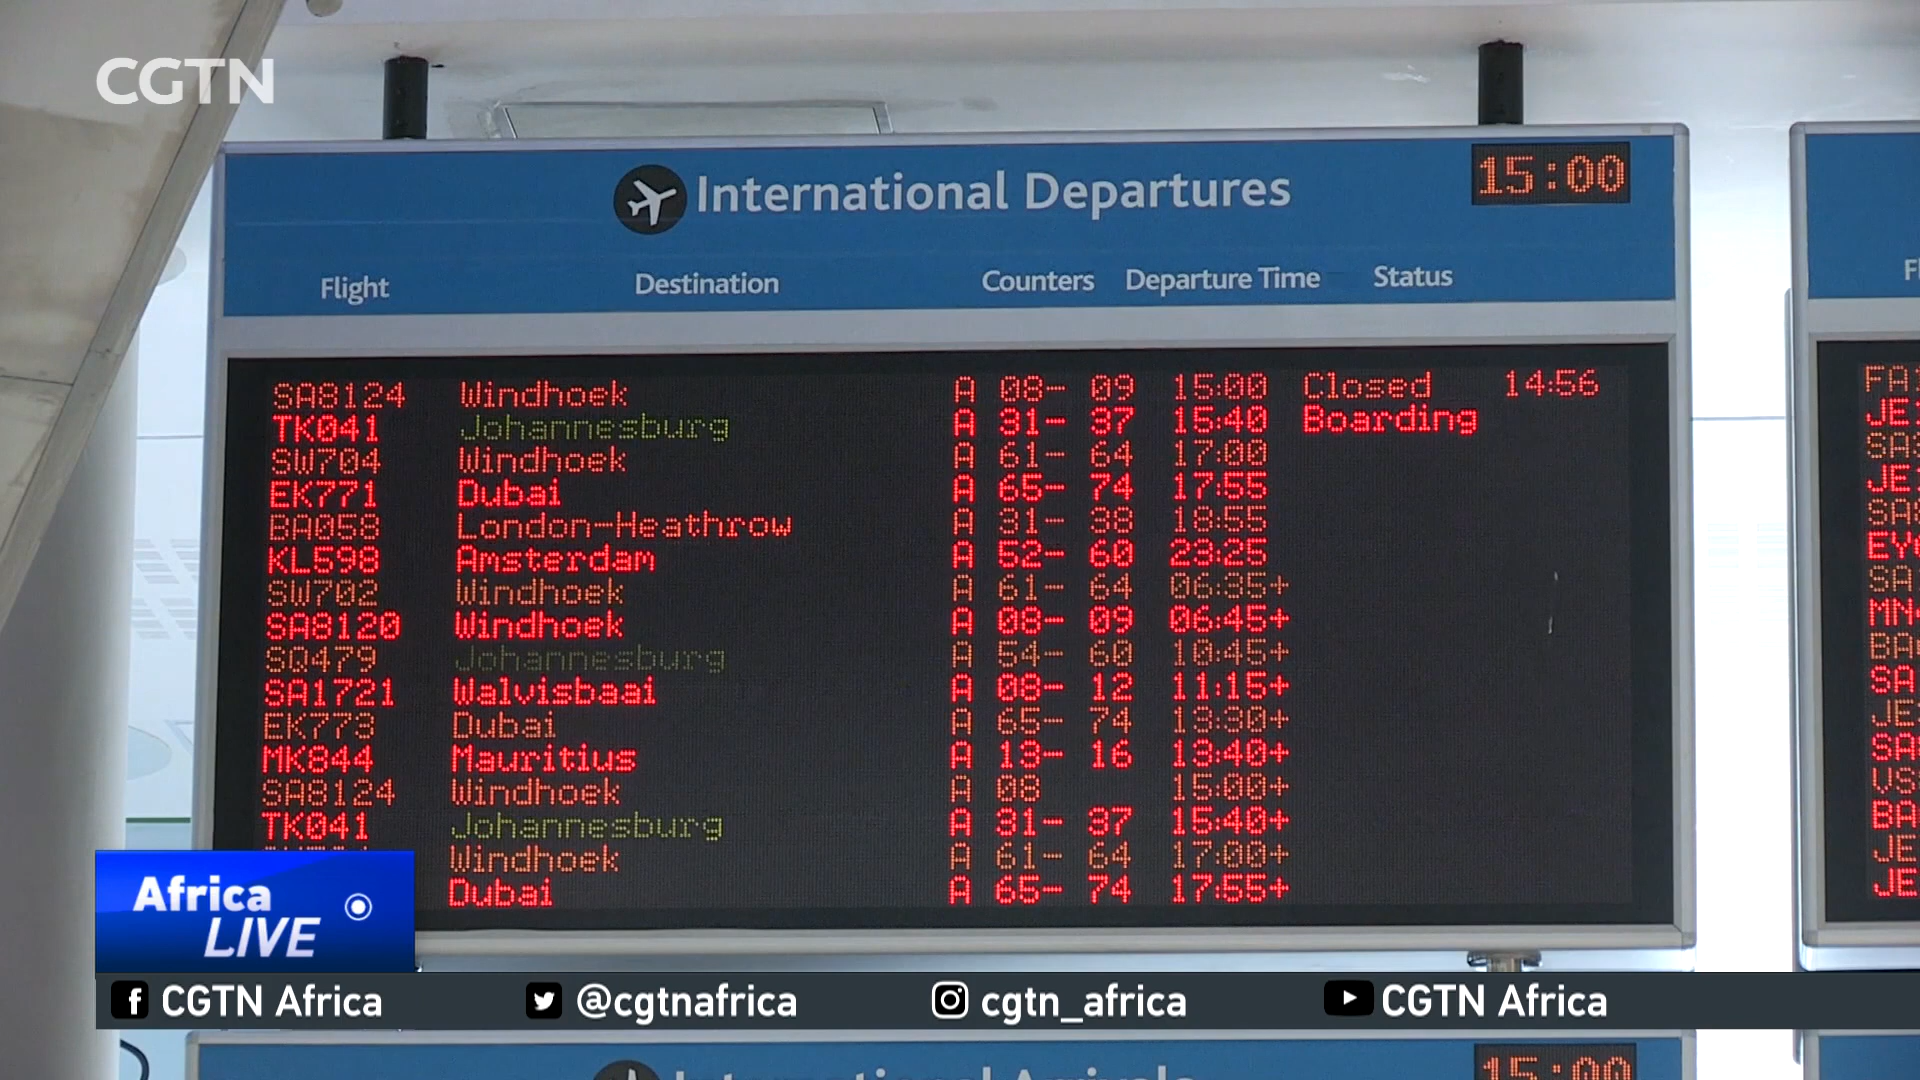 CGTN
International Departures 15:00
Flight Destination Counters Departure Time Status
SA8124 Windhoek A 08- 09 15:00 Closed 14:56
TK041 Johannesburg A 31- 37 15:40 Boarding
SW704 Windhoek A 61- 64 17:00
EK771 Dubai A 65- 74 17:55
BA058 London-Heathrow A 31- 38 18:55
KL598 Amsterdam A 52- 60 23:25
SW702 Windhoek A 61- 64 06:35+
SA8120 Windhoek A 08- 09 06:45+
SQ479 Johannesburg A 54- 60 10:45+
SA1721 Walvisbaai A 08- 12 11:15+
EK773 Dubai A 65- 74 13:30+
MK844 Mauritius A 13- 16 13:40+
SA8124 Windhoek A 08 15:00+
TK041 Johannesburg A 31- 37 15:40+
Windhoek A 61- 64 17:00+
Dubai A 65- 74 17:55+
Africa
LIVE
CGTN Africa @cgtnafrica cgtn_africa CGTN Africa
International Arrivals 15:00